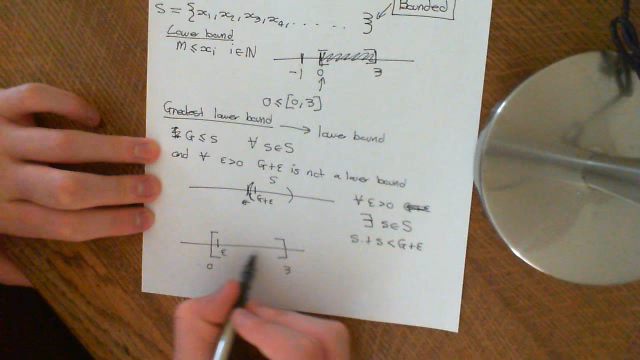 S = {x₁, x₂, x₃, x₄, . . . . . . }
Bounded
Lower bound
M ≤ xᵢ i ∈ ℕ
-1 0 3
0 ≤ [0, 3]
Greatest lower bound → lower bound
G ≤ s ∀ s ∈ S
and ∀ ε>0 G+ε is not a lower bound
S
G+ε
∀ ε>0
∃ s ∈ S
s.t s < G+ε
ε
0 3